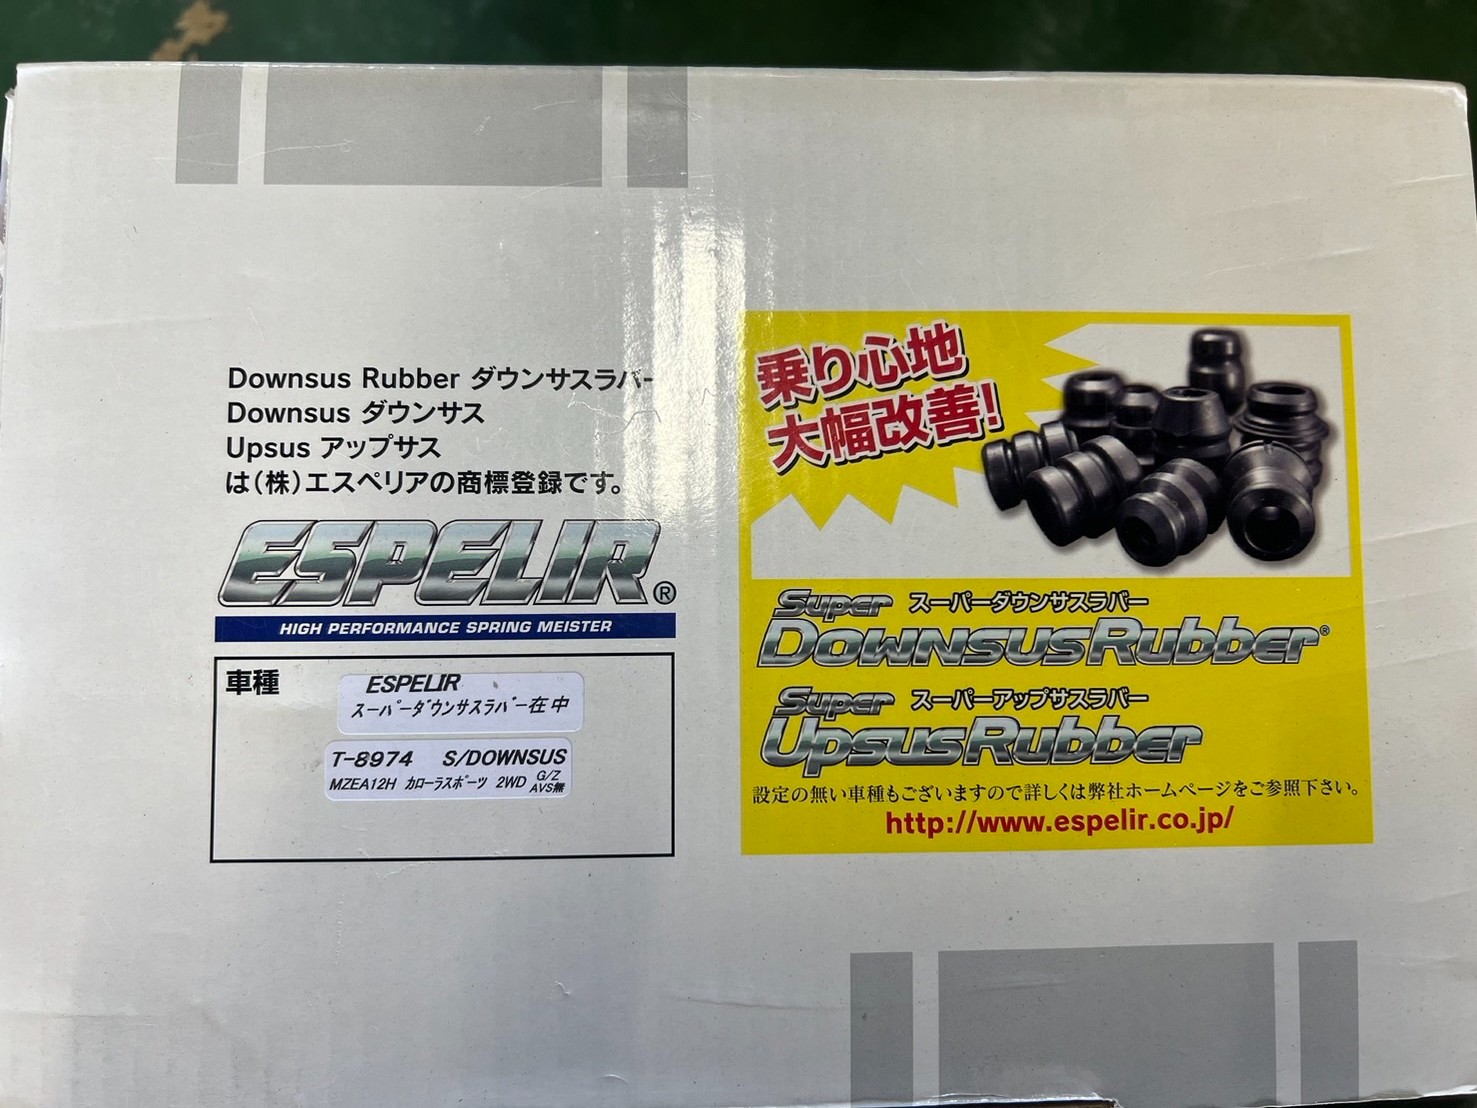 Downsus Rubber ダウンサスラバー
Downsus ダウンサス
Upsus アップサス
は(株)エスペリアの商標登録です。
ESPELIR®
HIGH PERFORMANCE SPRING MEISTER
車種
ESPELIR
スーパーダウンサスラバー在中
T-8974 S/DOWNSUS
MZEA12H カローラスポーツ 2WD G/Z AVS無
乗り心地
大幅改善!
Super スーパーダウンサスラバー
DOWNSUS Rubber®
Super スーパーアップサスラバー
Upsus Rubber
設定の無い車種もございますので詳しくは弊社ホームページをご参照下さい。
http://www.espelir.co.jp/